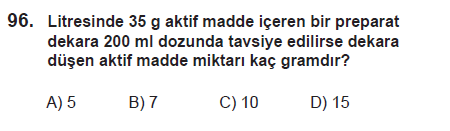 96. Litresinde 35 g aktif madde içeren bir preparat
dekara 200 ml dozunda tavsiye edilirse dekara
düşen aktif madde miktarı kaç gramdır?
A) 5 B) 7 C) 10 D) 15